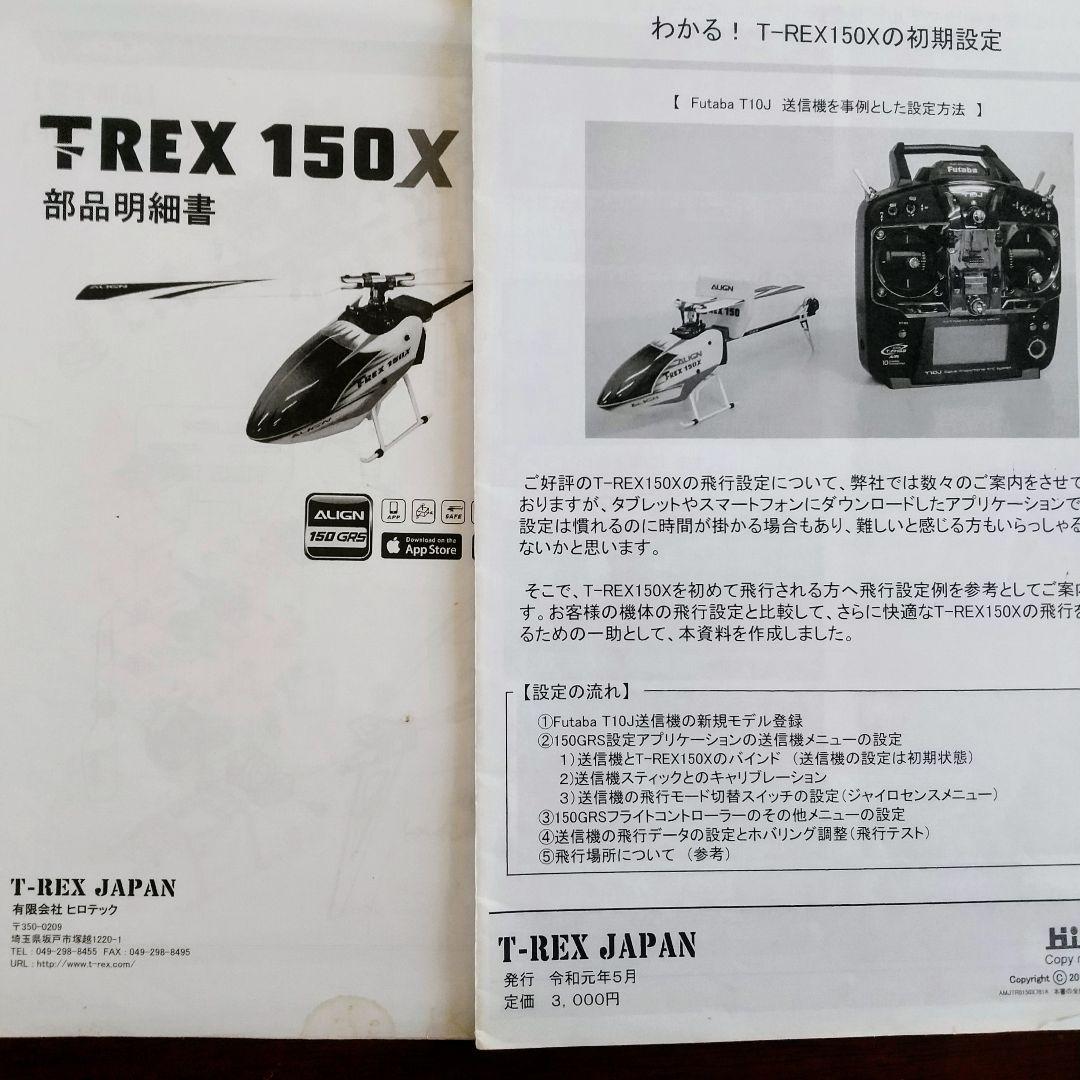 T-REX 150X
部品明細書
ALIGN
T-REX 150X
ALIGN
ALIGN
150 GRS
APP
SAFE
Download on the
App Store
T-REX JAPAN
有限会社 ヒロテック
〒350-0209
埼玉県坂戸市塚越1220-1
TEL : 049-298-8455 FAX : 049-298-8495
URL : http://www.t-rex.com/
わかる! T-REX150Xの初期設定
【 Futaba T10J 送信機を事例とした設定方法 】
Futaba
T10J
ALIGN
REX 150
ALIGN
T-REX 150X
T10J
ご好評のT-REX150Xの飛行設定について、弊社では数々のご案内をさせて
おりますが、タブレットやスマートフォンにダウンロードしたアプリケーションで
設定は慣れるのに時間が掛かる場合もあり、難しいと感じる方もいらっしゃる
ないかと思います。
そこで、T-REX150Xを初めて飛行される方へ飛行設定例を参考としてご案内
す。お客様の機体の飛行設定と比較して、さらに快適なT-REX150Xの飛行を
るための一助として、本資料を作成しました。
【設定の流れ】
①Futaba T10J送信機の新規モデル登録
②150GRS設定アプリケーションの送信機メニューの設定
1)送信機とT-REX150Xのバインド (送信機の設定は初期状態)
2)送信機スティックとのキャリブレーション
3)送信機の飛行モード切替スイッチの設定(ジャイロセンスメニュー)
③150GRSフライトコントローラーのその他メニューの設定
④送信機の飛行データの設定とホバリング調整(飛行テスト)
⑤飛行場所について (参考)
T-REX JAPAN
発行 令和元年5月
定価 3,000円
Hi
Copy
Copyright Ⓒ 20